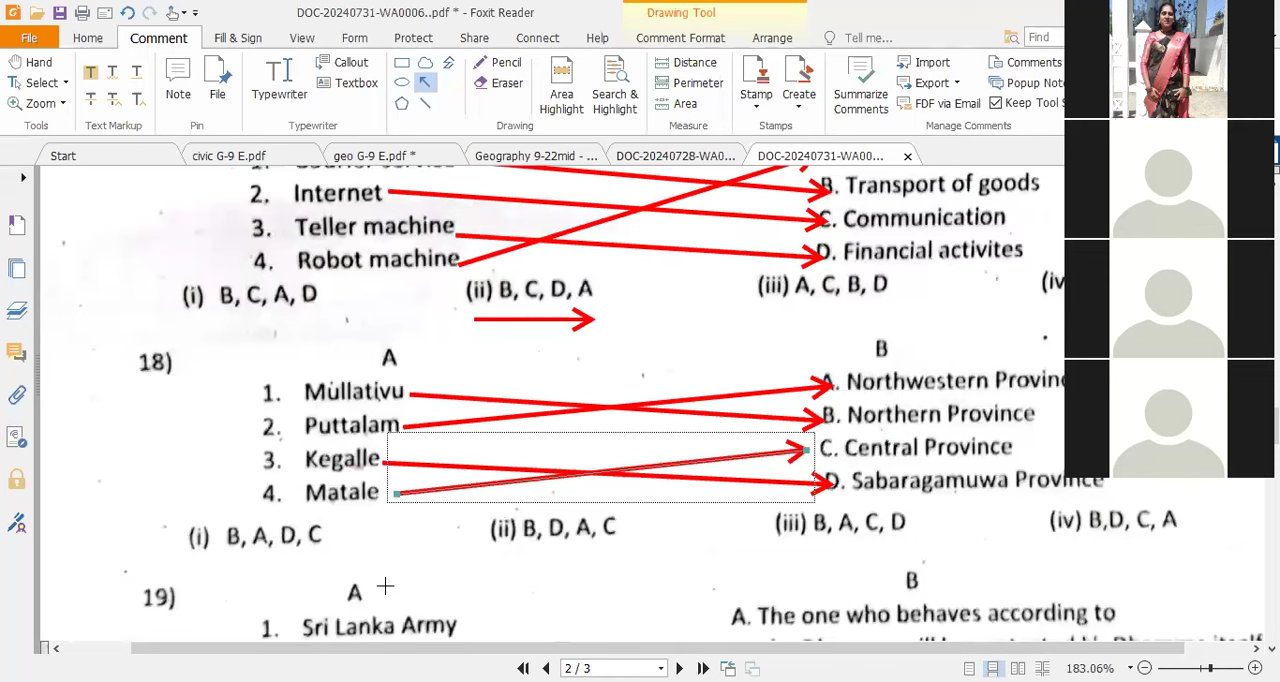 DOC-20240731-WA0006..pdf * - Foxit Reader
Drawing Tool
File Home Comment Fill & Sign View Form Protect Share Connect Help Comment Format Arrange Tell me... Find
Hand
Select
Zoom
Tools
Text Markup
Note
File
Pin
Typewriter
Callout
Textbox
Typewriter
Pencil
Eraser
Drawing
Area Highlight
Search & Highlight
Distance
Perimeter
Area
Measure
Stamp
Create
Stamps
Summarize Comments
Import
Export
FDF via Email
Comments
Popup Note
Keep Tool S
Manage Comments
Start
civic G-9 E.pdf
geo G-9 E.pdf *
Geography 9-22mid - ...
DOC-20240728-WA0...
DOC-20240731-WA00...
B. Transport of goods
2. Internet C. Communication
3. Teller machine D. Financial activites
4. Robot machine
(i) B, C, A, D (ii) B, C, D, A (iii) A, C, B, D (iv
18) A B
1. Mullativu A. Northwestern Provinc
2. Puttalam B. Northern Province
3. Kegalle C. Central Province
4. Matale D. Sabaragamuwa Province
(i) B, A, D, C (ii) B, D, A, C (iii) B, A, C, D (iv) B,D, C, A
19) A B
1. Sri Lanka Army A. The one who behaves according to
2 / 3
183.06%